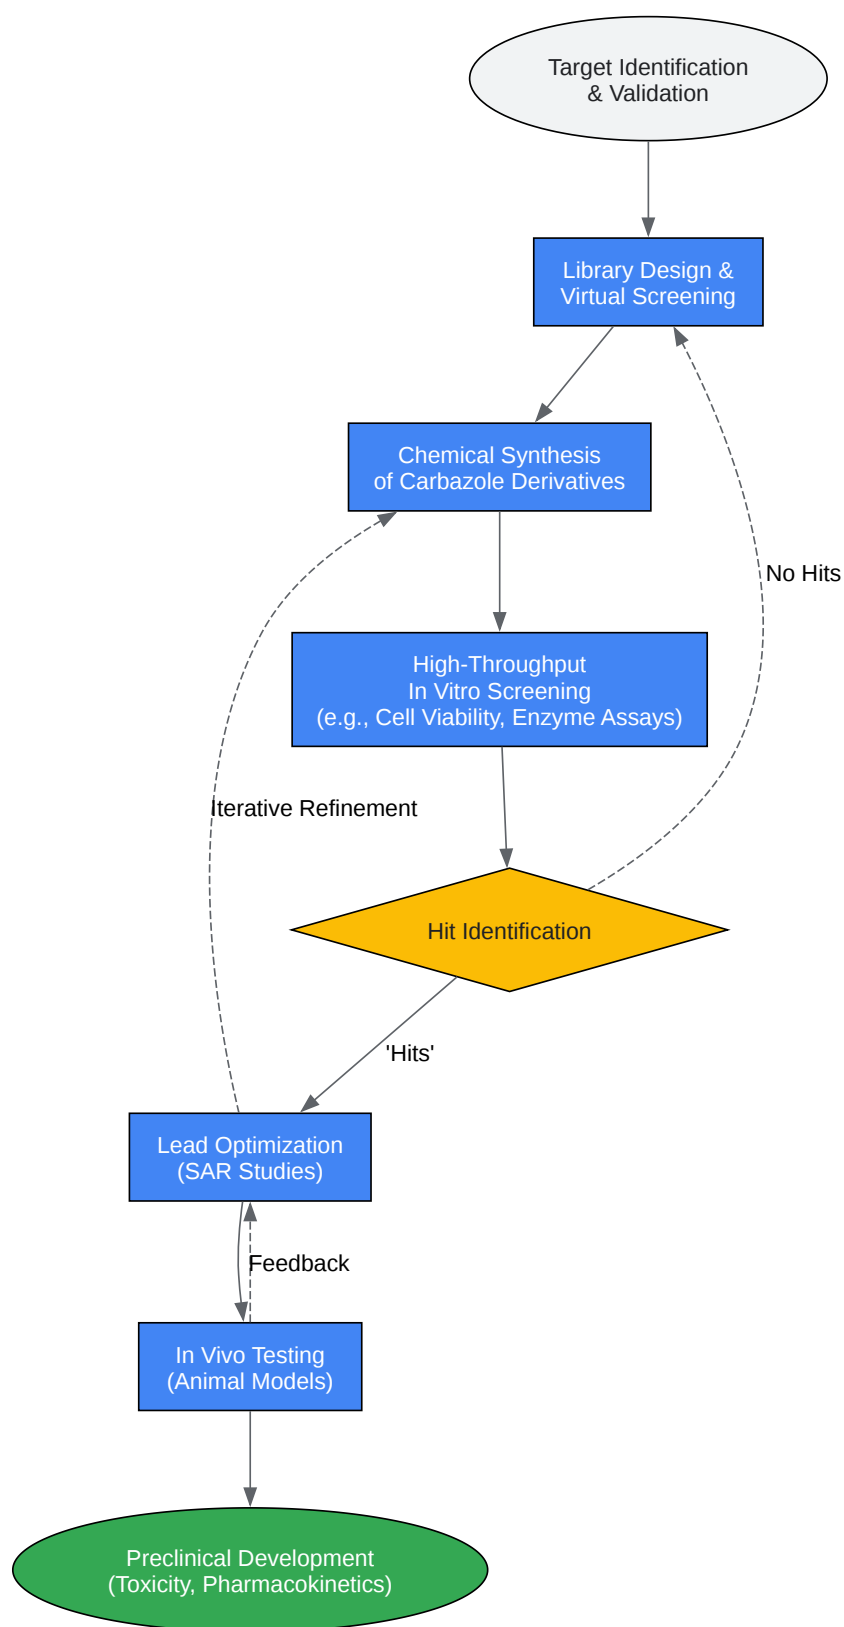 Target Identification
& Validation
Library Design &
Virtual Screening
Chemical Synthesis
of Carbazole Derivatives
No Hits
High-Throughput
In Vitro Screening
(e.g., Cell Viability, Enzyme Assays)
Iterative Refinement
Hit Identification
'Hits'
Lead Optimization
(SAR Studies)
Feedback
In Vivo Testing
(Animal Models)
Preclinical Development
(Toxicity, Pharmacokinetics)